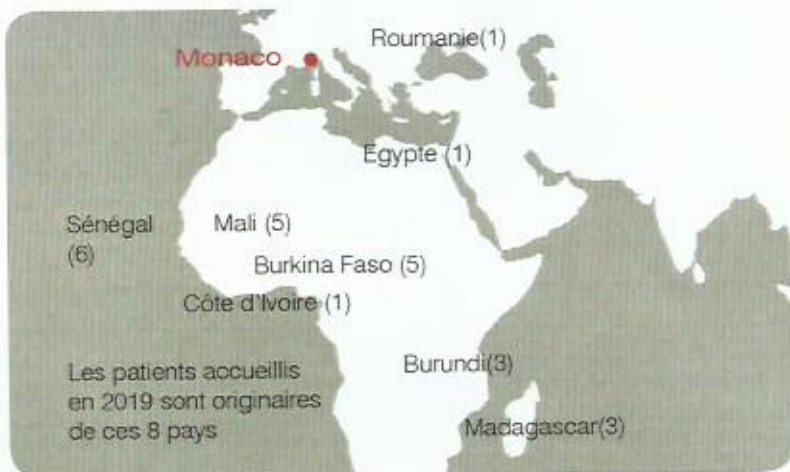 Roumanie(1)
Monaco
Egypte (1)
Sénégal
(6)
Mali (5)
Burkina Faso (5)
Côte d'Ivoire (1)
Burundi(3)
Les patients accueillis
en 2019 sont originaires
de ces 8 pays
Madagascar(3)